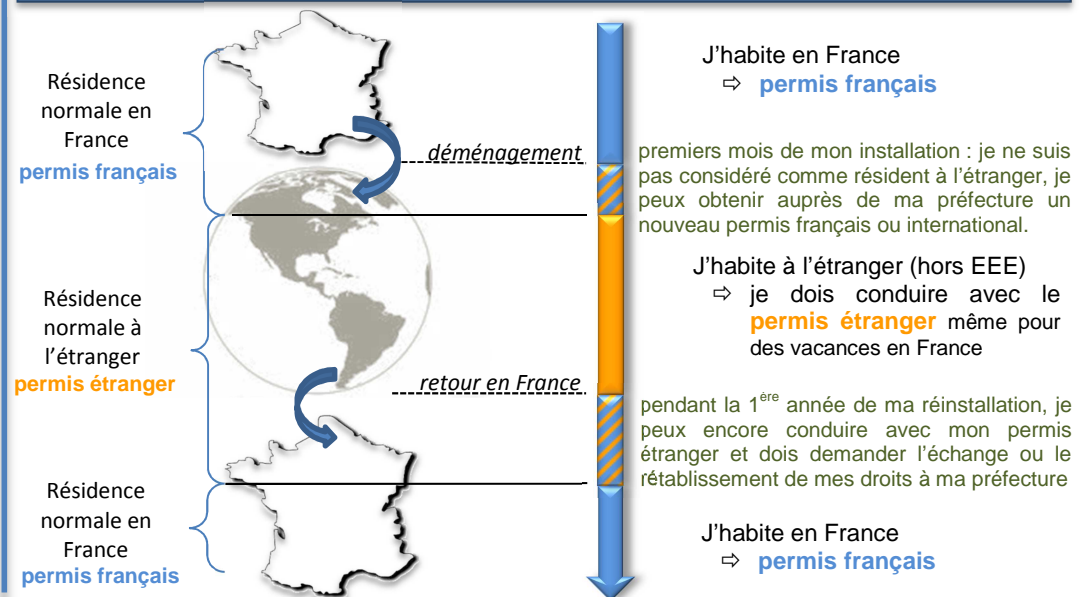 J'habite en France
⇨ permis français
Résidence
normale en
France
permis français
déménagement
premiers mois de mon installation : je ne suis
pas considéré comme résident à l'étranger, je
peux obtenir auprès de ma préfecture un
nouveau permis français ou international.
J'habite à l'étranger (hors EEE)
⇨ je dois conduire avec le
permis étranger même pour
des vacances en France
Résidence
normale à
l'étranger
permis étranger
retour en France
pendant la 1ère année de ma réinstallation, je
peux encore conduire avec mon permis
étranger et dois demander l'échange ou le
rétablissement de mes droits à ma préfecture
Résidence
normale en
France
permis français
J'habite en France
⇨ permis français